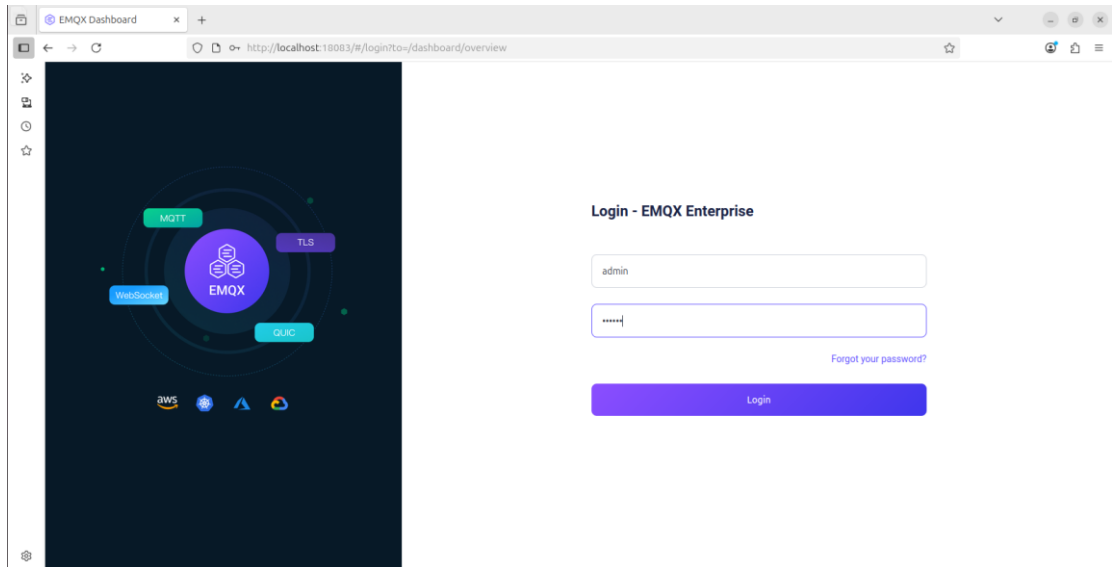 EMQX Dashboard
http://localhost:18083/#/login?to=/dashboard/overview
MQTT
TLS
EMQX
WebSocket
QUIC
aws
Login - EMQX Enterprise
admin
••••••
Forgot your password?
Login